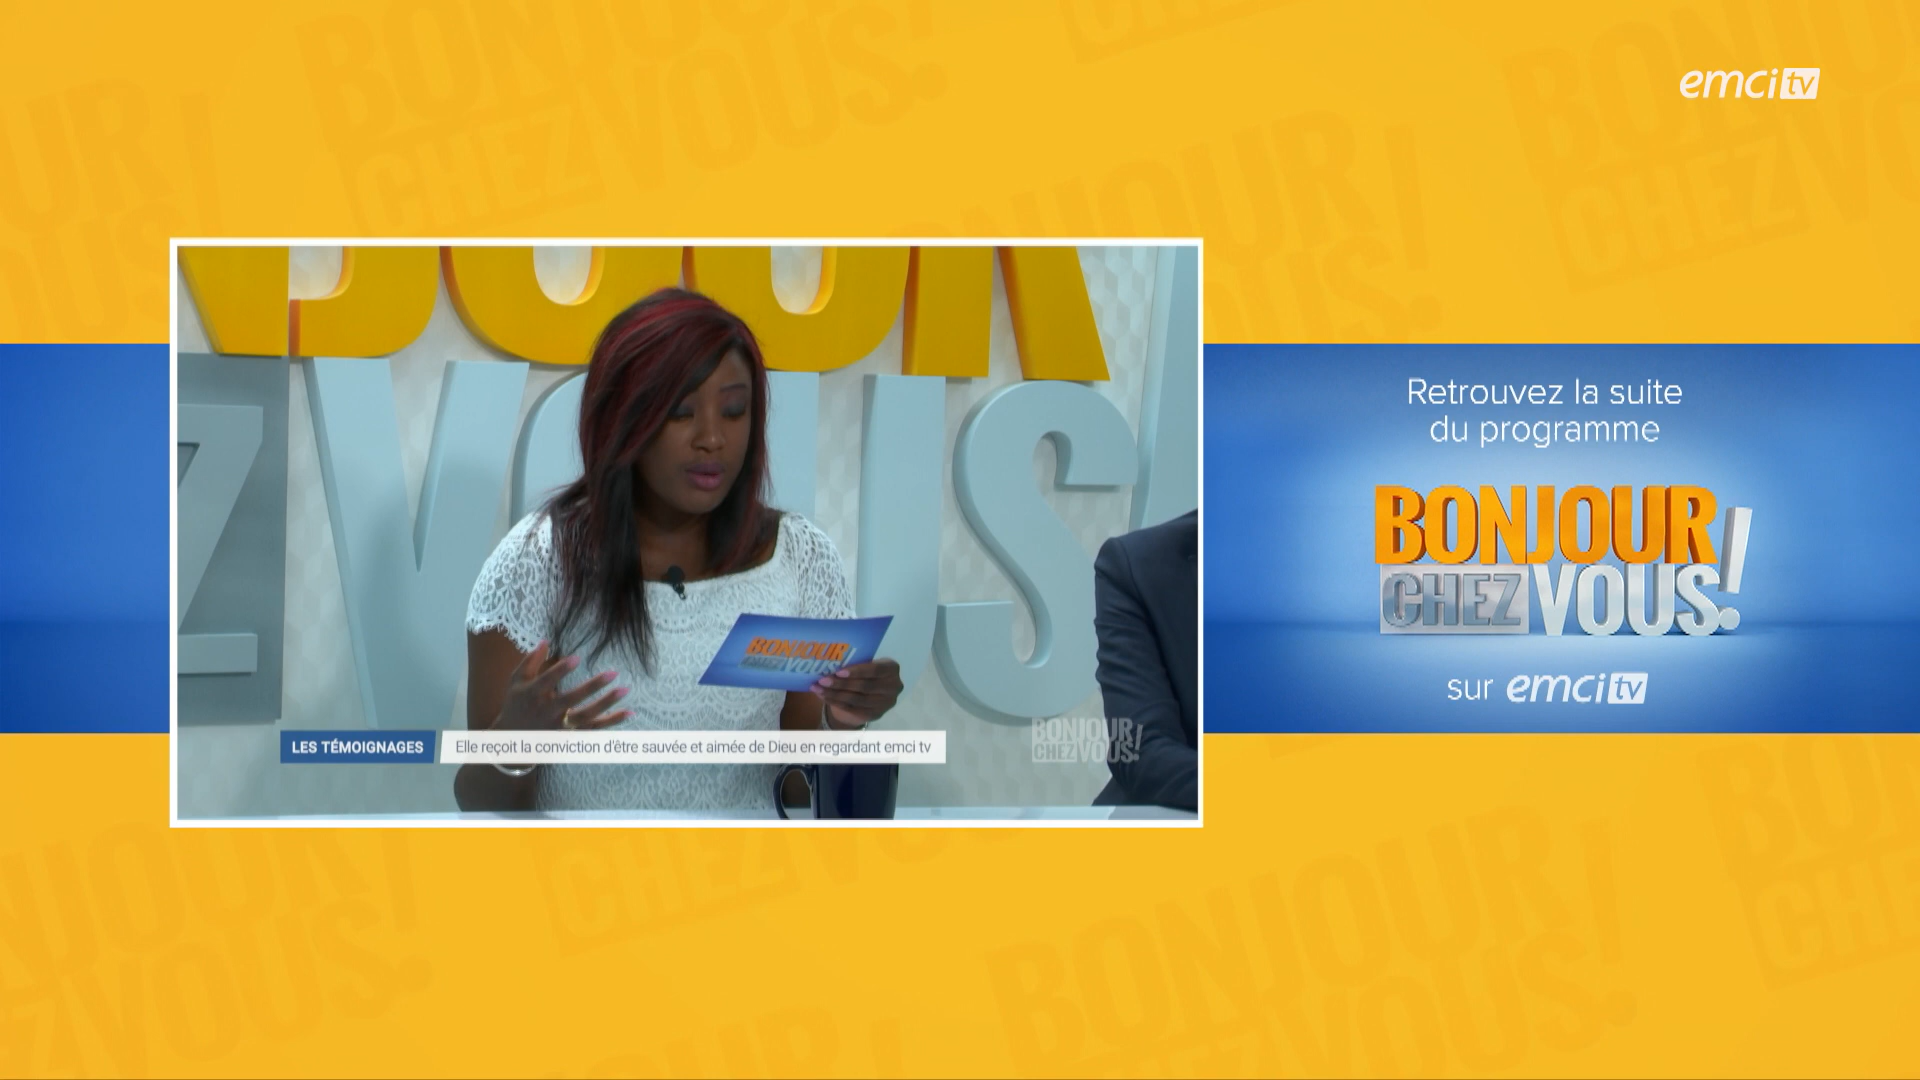 emci tv
Retrouvez la suite
du programme
BONJOUR
CHEZ VOUS!
sur emci tv
BONJOUR
CHEZ VOUS!
LES TÉMOIGNAGES
Elle reçoit la conviction d'être sauvée et aimée de Dieu en regardant emci tv
BONJOUR
CHEZ VOUS!